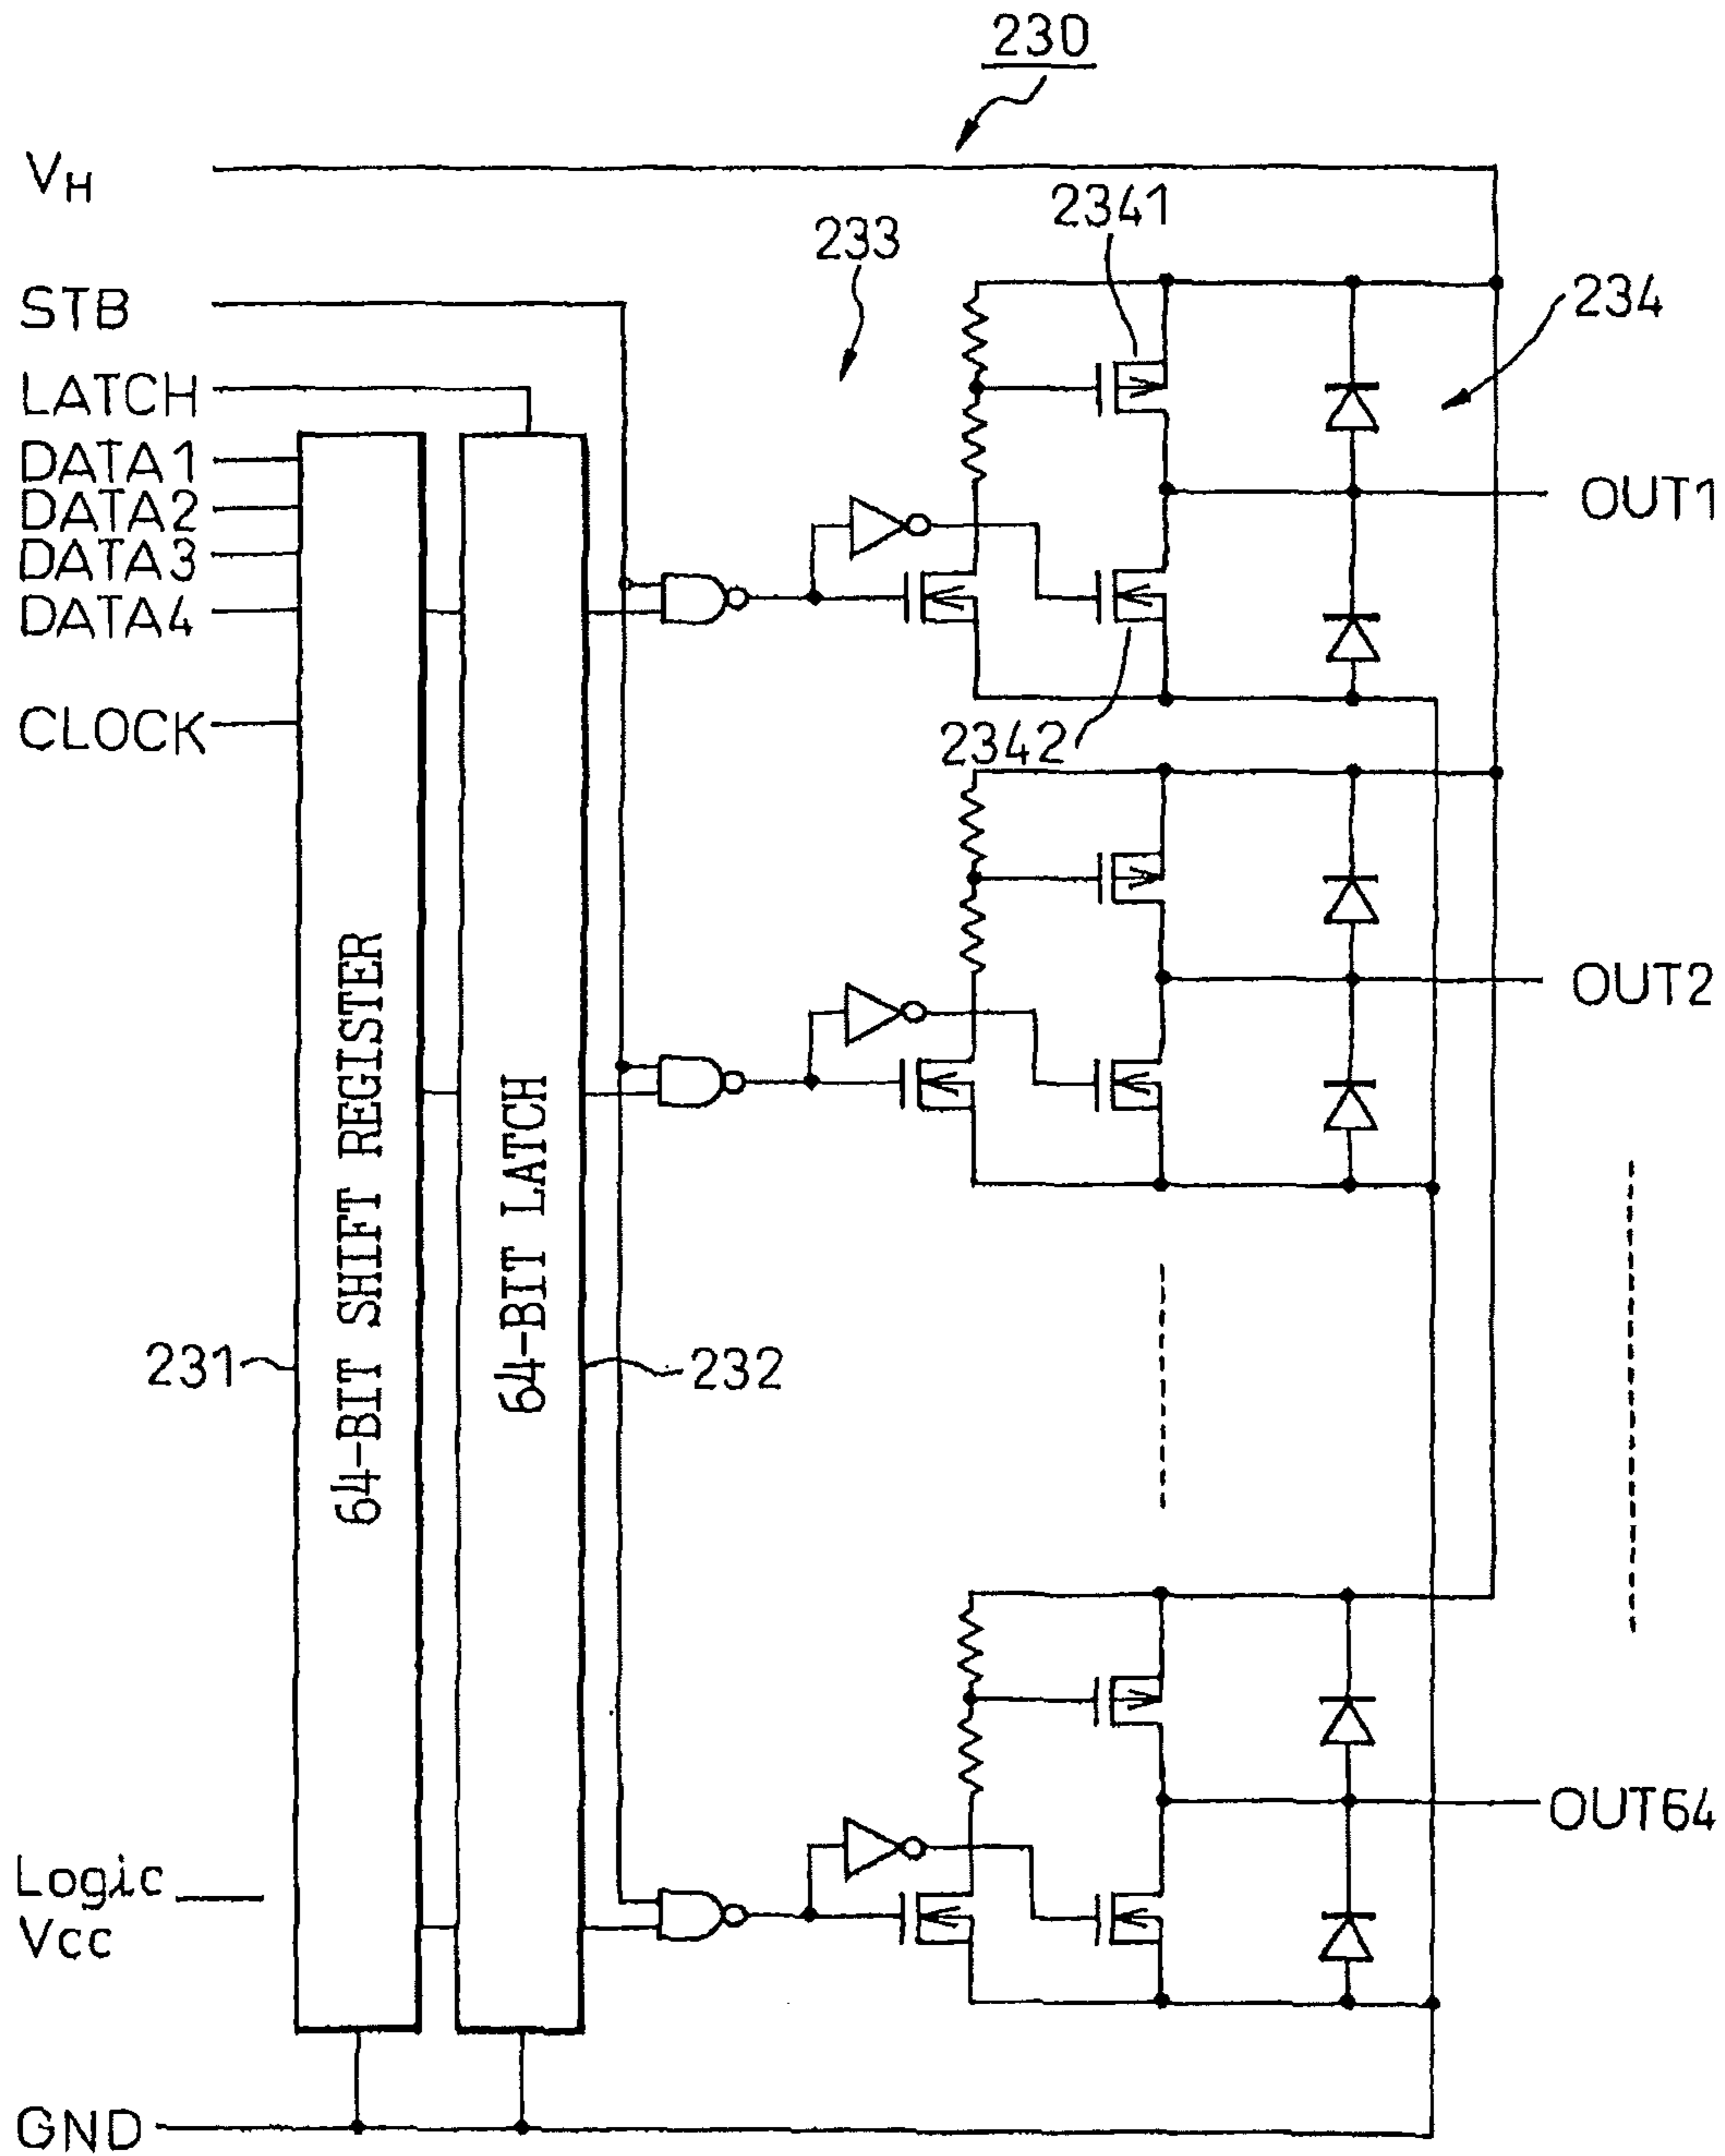 230
VH
2341
233
STB
234
LATCH
DATA1
OUT1
DATA2
DATA3
DATA4
CLOCK
2342
OUT2
64-BIT SHIFT REGISTER
64-BIT LATCH
231
232
OUT64
Logic
Vcc
GND